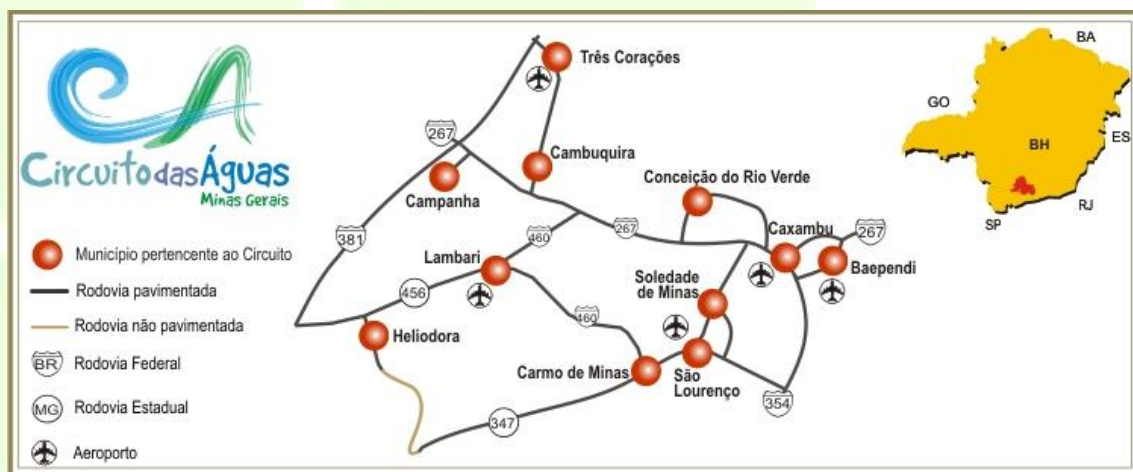 Circuito das Águas
Minas Gerais
Município pertencente ao Circuito
Rodovia pavimentada
Rodovia não pavimentada
BR Rodovia Federal
MG Rodovia Estadual
Aeroporto
Três Corações
267
Cambuquira
Campanha
Conceição do Rio Verde
381
460
267
Caxambu
267
Lambari
Baependi
Soledade
de Minas
456
460
Heliodora
Carmo de Minas
São
Lourenço
354
347
BA
GO
ES
BH
RJ
SP